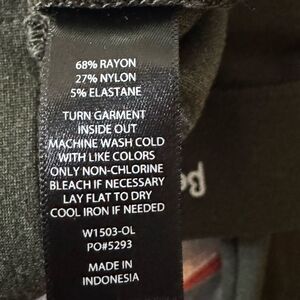 68% RAYON
27% NYLON
5% ELASTANE
TURN GARMENT
INSIDE OUT
MACHINE WASH COLD
WITH LIKE COLORS
ONLY NON-CHLORINE
BLEACH IF NECESSARY
LAY FLAT TO DRY
COOL IRON IF NEEDED
W1503-OL
PO#5293
MADE IN
INDONESIA